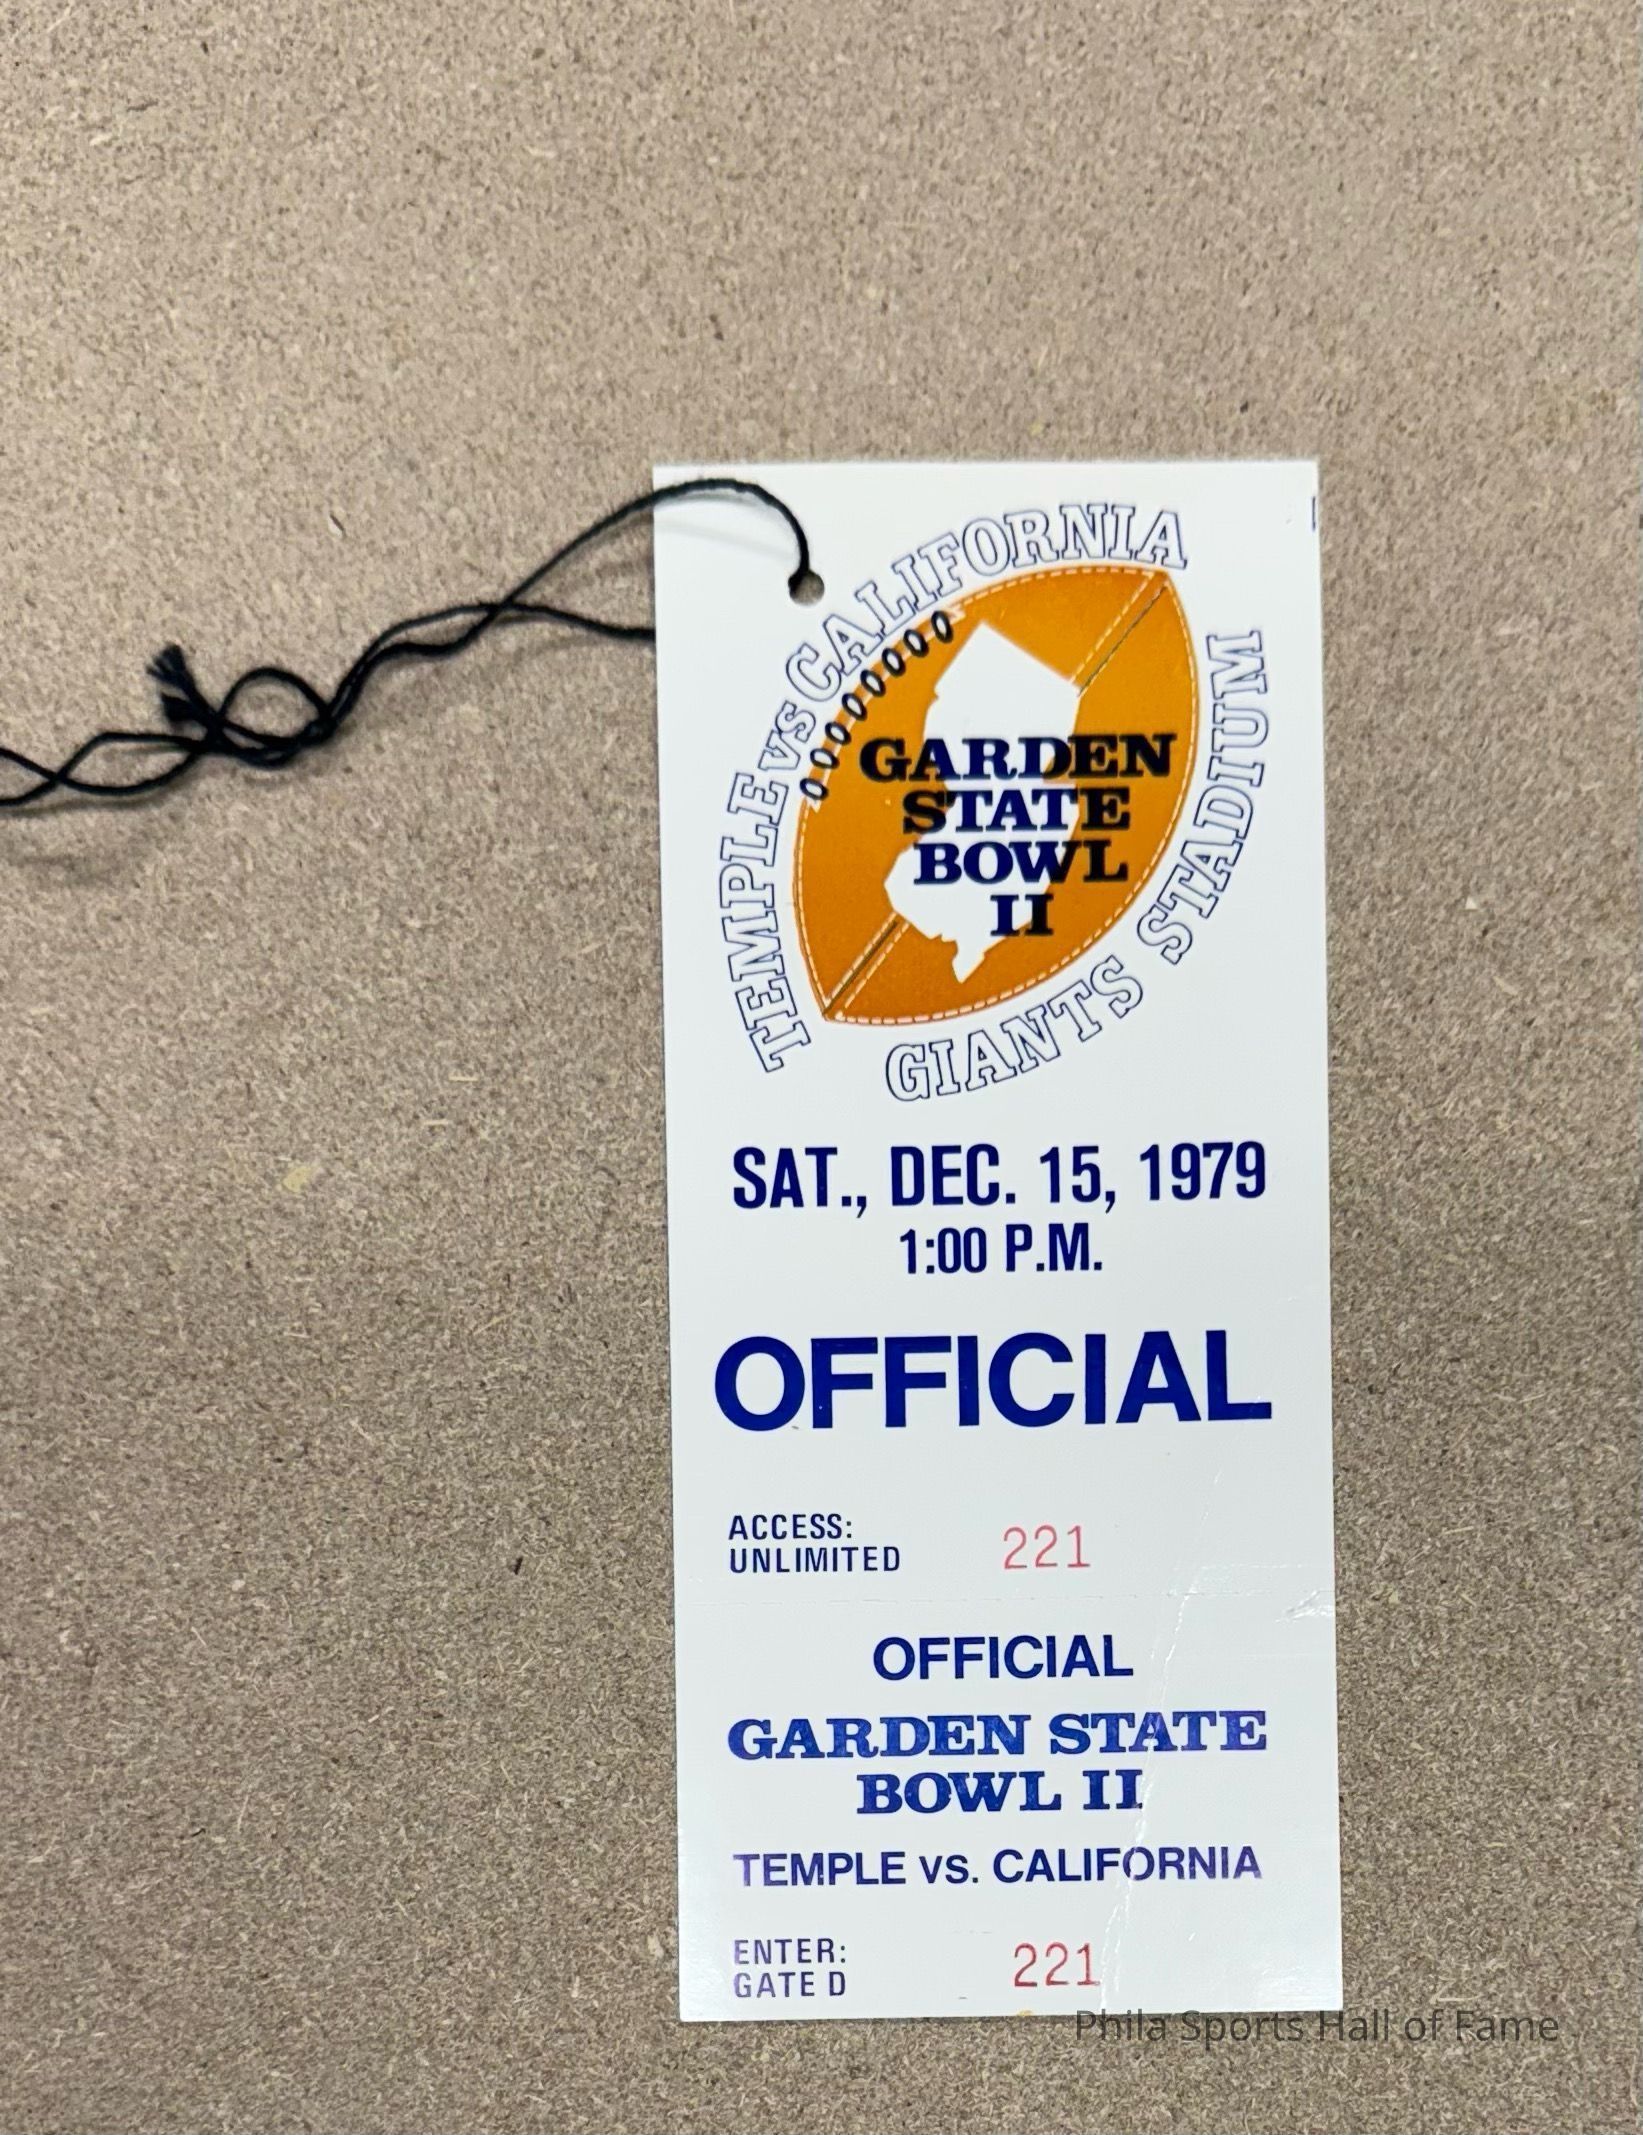 TEMPLE VS CALIFORNIA
GARDEN
STATE
BOWL
II
GIANTS STADIUM
SAT., DEC. 15, 1979
1:00 P.M.
OFFICIAL
ACCESS:
UNLIMITED
221
OFFICIAL
GARDEN STATE
BOWL II
TEMPLE VS. CALIFORNIA
ENTER:
GATE D
221
Phila Sports Hall of Fame